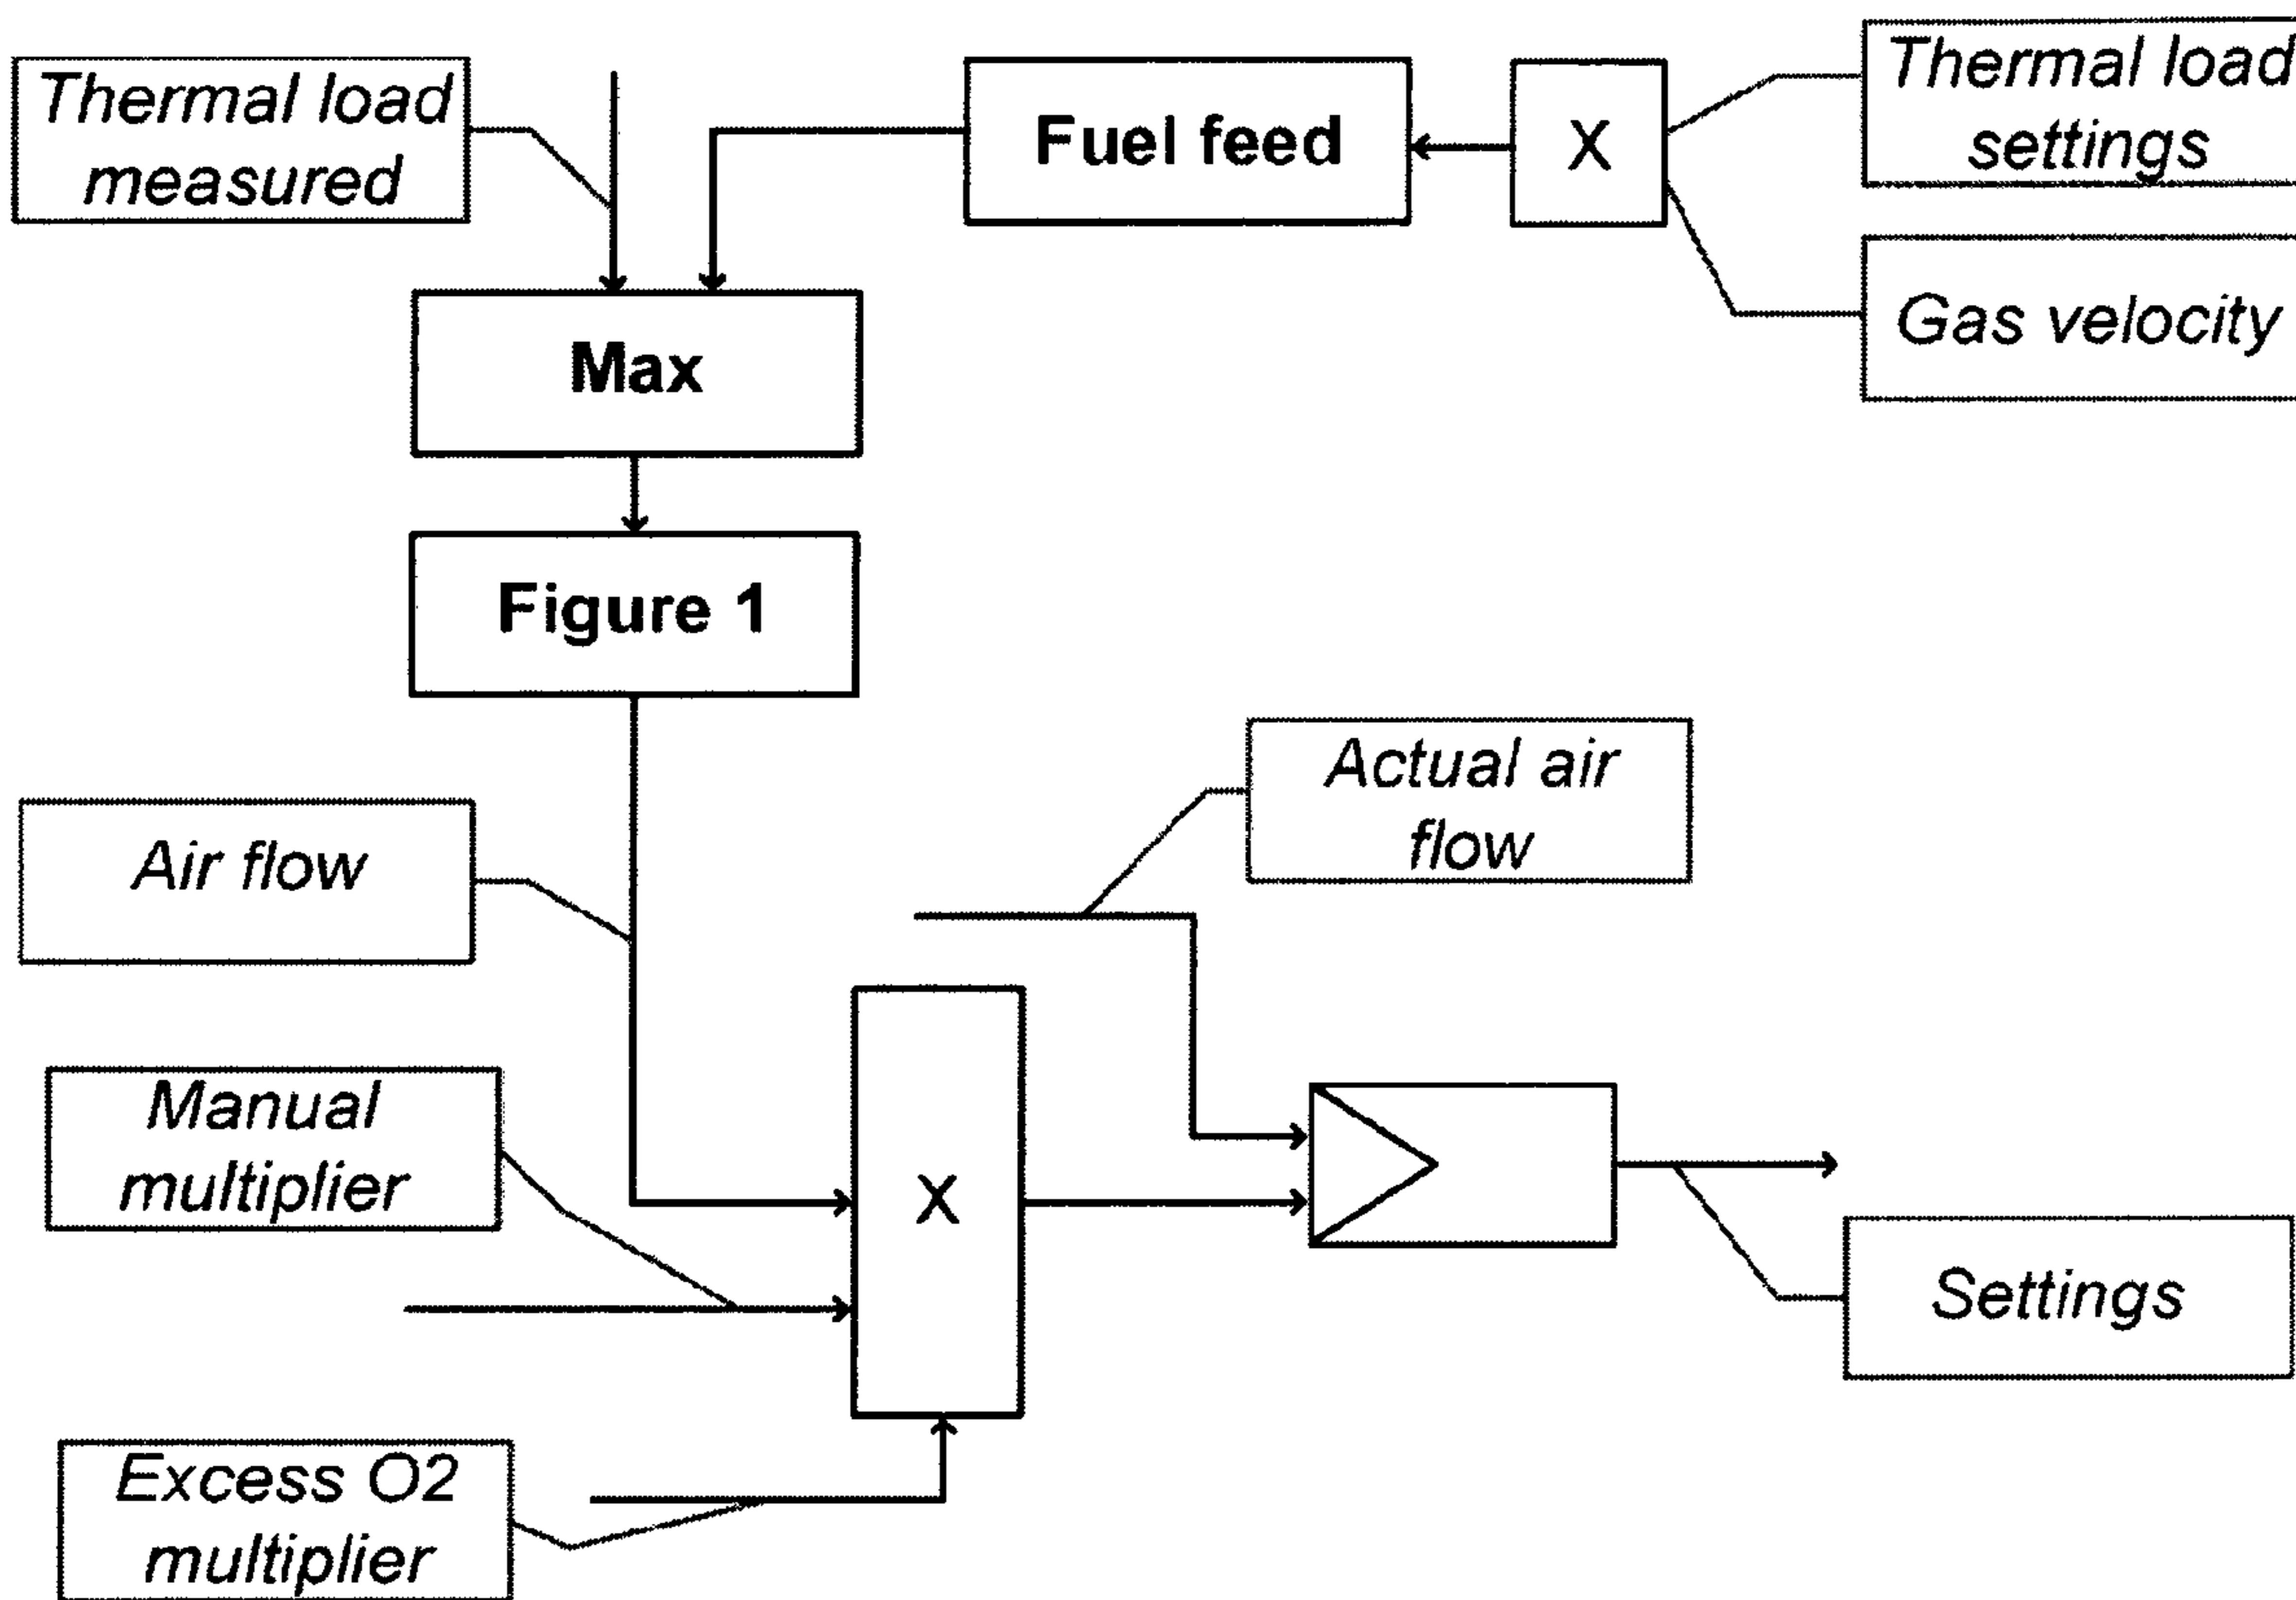 Thermal load
measured
Fuel feed
X
Thermal load
settings
Gas velocity
Max
Figure 1
Actual air
flow
Air flow
Manual
multiplier
X
Settings
Excess O2
multiplier